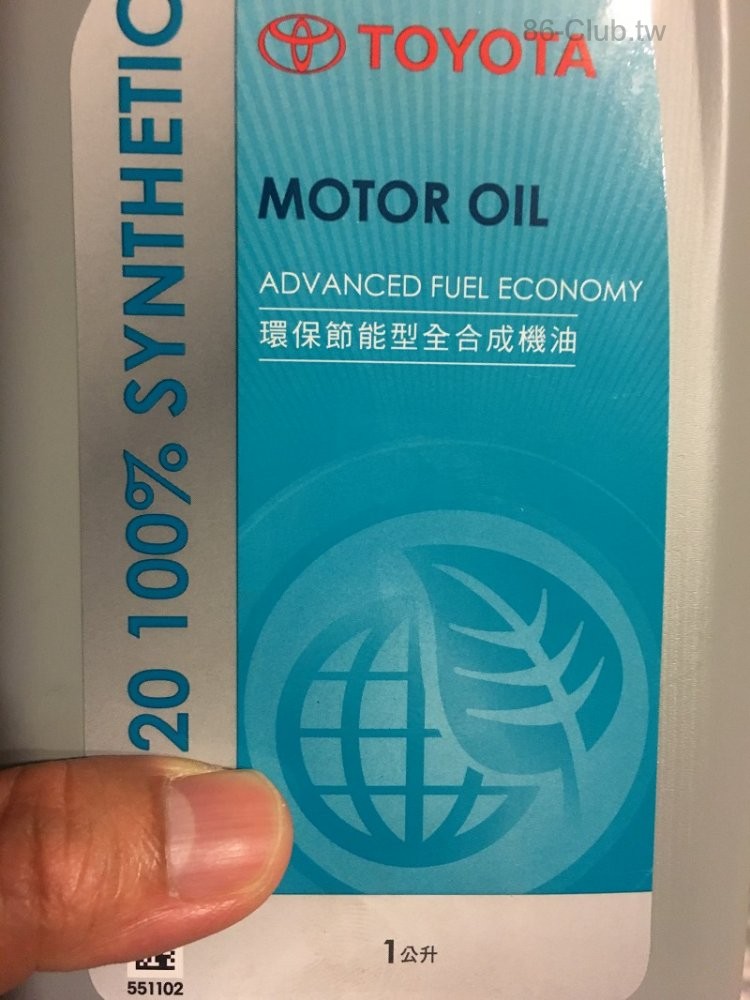 86-Club.tw
TOYOTA
MOTOR OIL
ADVANCED FUEL ECONOMY
環保節能型全合成機油
20 100% SYNTHETIC
1公升
551102